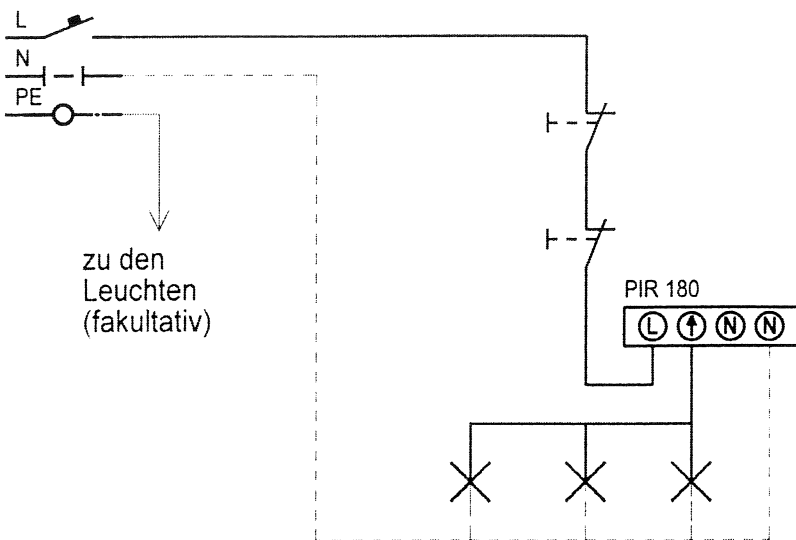 L
N
PE
zu den
Leuchten
(fakultativ)
PIR 180
L ↑ N N